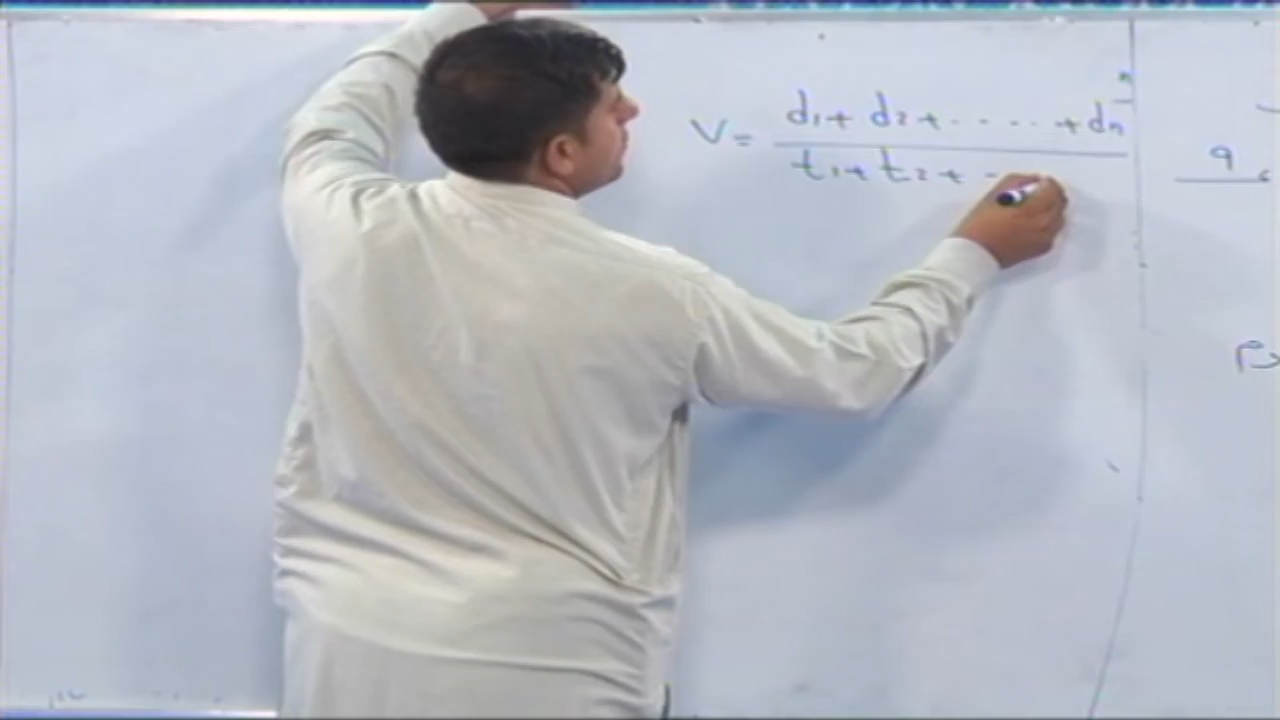 V = d1 + d2 + ..... + dn
t1 + t2 + -
9